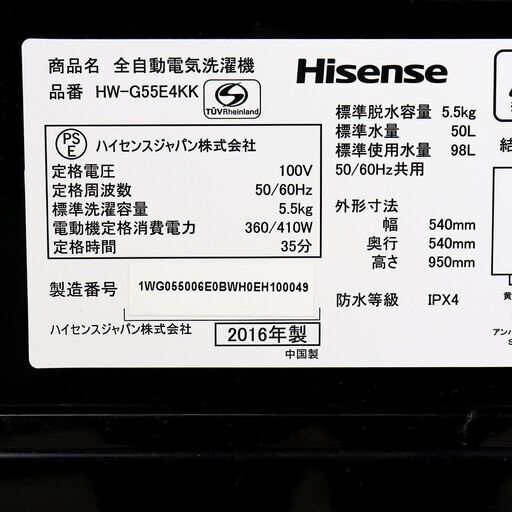 商品名 全自動電気洗濯機
品番 HW-G55E4KK
TÜVRheinland
Hisense
PS
E
ハイセンスジャパン株式会社
定格電圧 100V
定格周波数 50/60Hz
標準洗濯容量 5.5kg
電動機定格消費電力 360/410W
定格時間 35分
製造番号 1WG055006E0BWH0EH100049
ハイセンスジャパン株式会社
2016年製
中国製
標準脱水容量 5.5kg
標準水量 50L
標準使用水量 98L
50/60Hz共用
外形寸法
幅 540mm
奥行 540mm
高さ 950mm
防水等級 IPX4
結
黄
アンバ